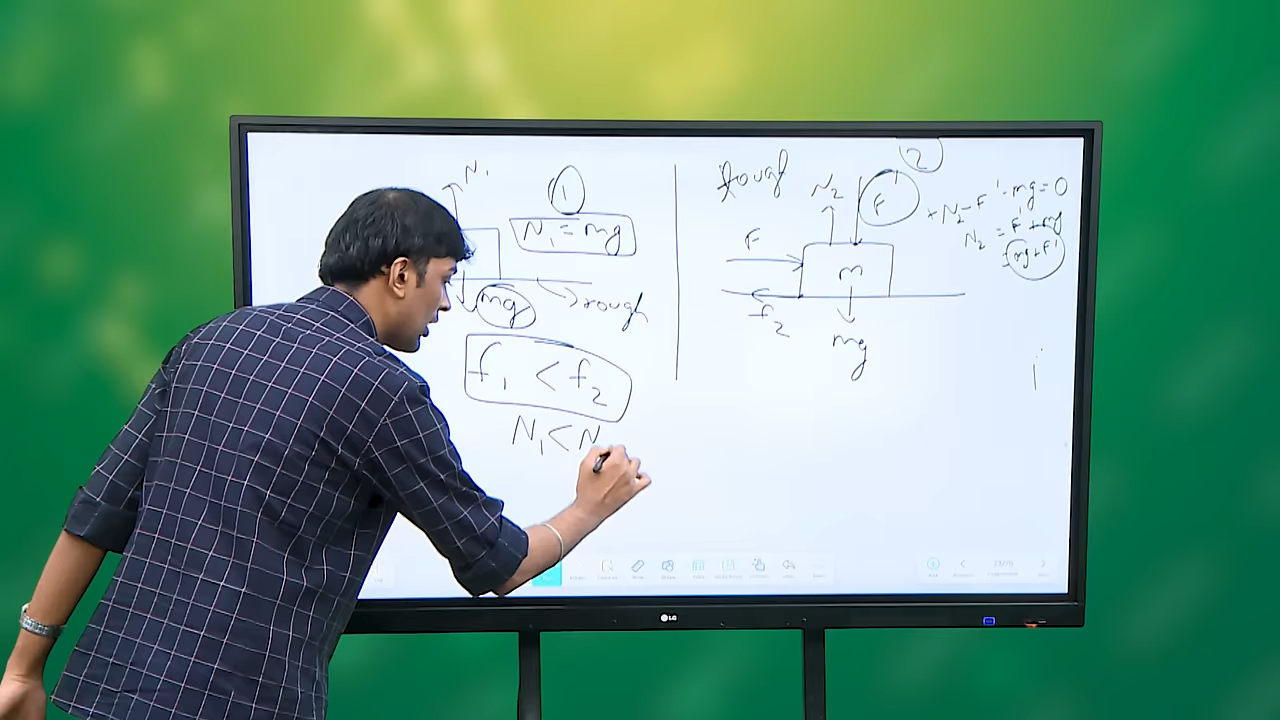 N₁
①
N₁ = mg
mg
rough
f₁ < f₂
N₁ < N
rough
②
N₂
F'
+N₂ - F' - mg = 0
N₂ = F' + mg
= mg + F'
F
m
f₂
mg
LG